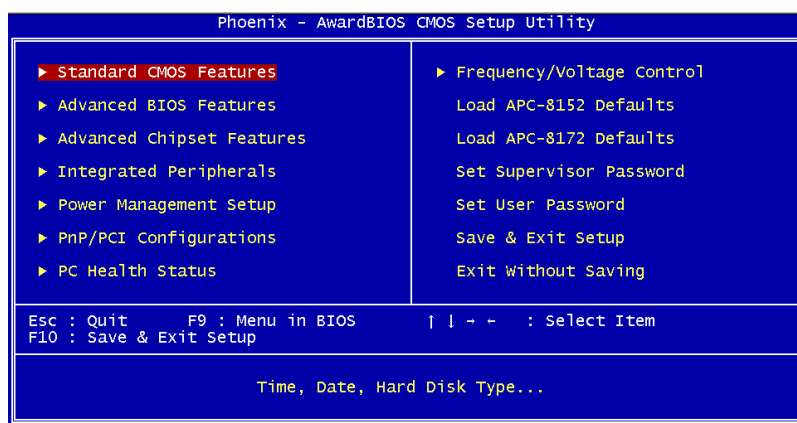 Phoenix - AwardBIOS CMOS Setup Utility
▶ Standard CMOS Features
▶ Advanced BIOS Features
▶ Advanced Chipset Features
▶ Integrated Peripherals
▶ Power Management Setup
▶ PnP/PCI Configurations
▶ PC Health Status
▶ Frequency/Voltage Control
Load APC-8152 Defaults
Load APC-8172 Defaults
Set Supervisor Password
Set User Password
Save & Exit Setup
Exit Without Saving
Esc : Quit F9 : Menu in BIOS ↑ ↓ → ← : Select Item
F10 : Save & Exit Setup
Time, Date, Hard Disk Type...